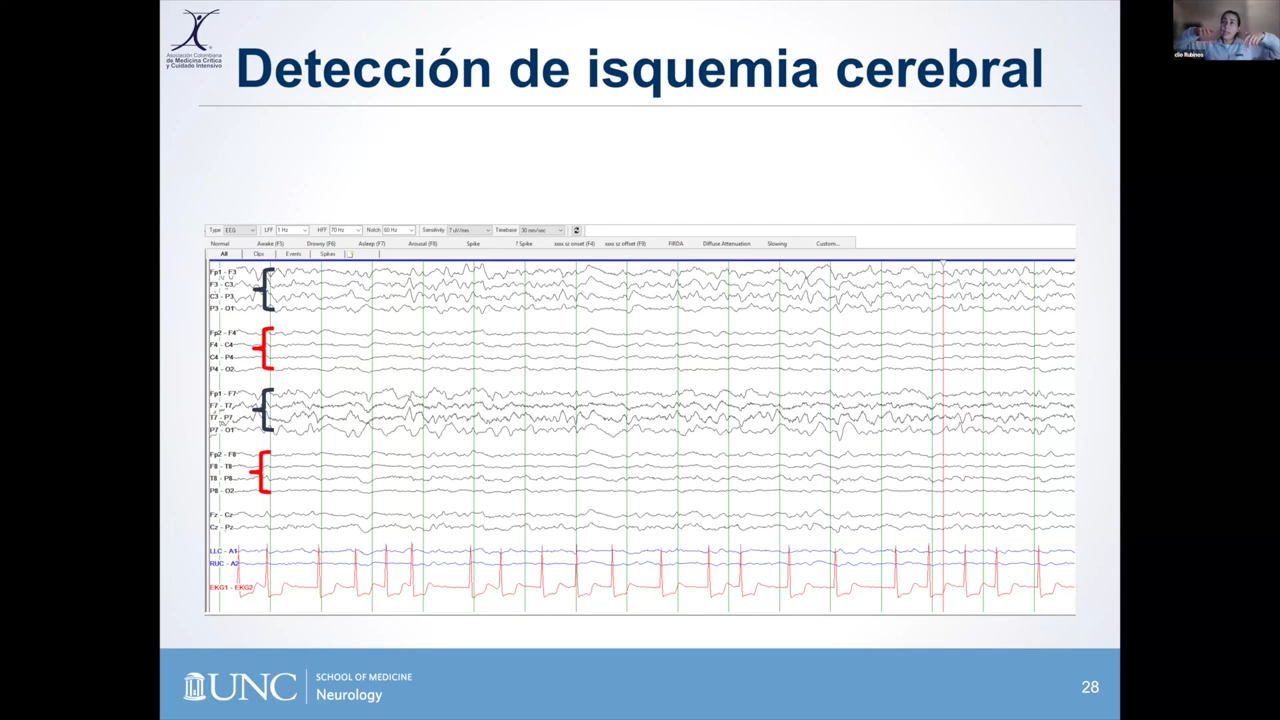 Asociación Colombiana
de Medicina Crítica
y Cuidado Intensivo
Detección de isquemia cerebral
clio Rubinos
Type EEG LFF 1 Hz HFF 70 Hz Notch 60 Hz Sensitivity 7 uV/mm Timebase 30 mm/sec
Normal Awake (F5) Drowsy (F6) Asleep (F7) Arousal (F8) Spike ? Spike xxxx sz onset (F4) xxxx sz offset (F9) FIRDA Diffuse Attenuation Slowing Custom...
All Clips Events Spikes
Fp1 - F3
F3 - C3
C3 - P3
P3 - O1
Fp2 - F4
F4 - C4
C4 - P4
P4 - O2
Fp1 - F7
F7 - T7
T7 - P7
P7 - O1
Fp2 - F8
F8 - T8
T8 - P8
P8 - O2
Fz - Cz
Cz - Pz
LLC - A1
RUC - A2
EKG1 - EKG2
UNC
SCHOOL OF MEDICINE
Neurology
28